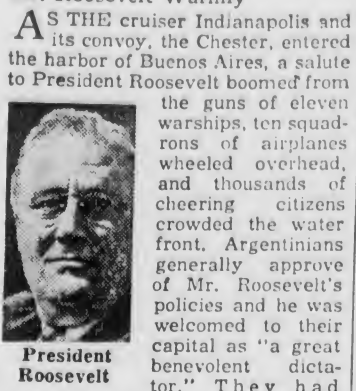 Roosevelt Warmly
AS THE cruiser Indianapolis and
its convoy, the Chester, entered
the harbor of Buenos Aires, a salute
to President Roosevelt boomed from
the guns of eleven
warships, ten squad-
rons of airplanes
wheeled overhead,
and thousands of
cheering citizens
crowded the water
front. Argentinians
generally approve
of Mr. Roosevelt's
policies and he was
welcomed to their
capital as "a great
benevolent dicta-
tor." They had
President
Roosevelt